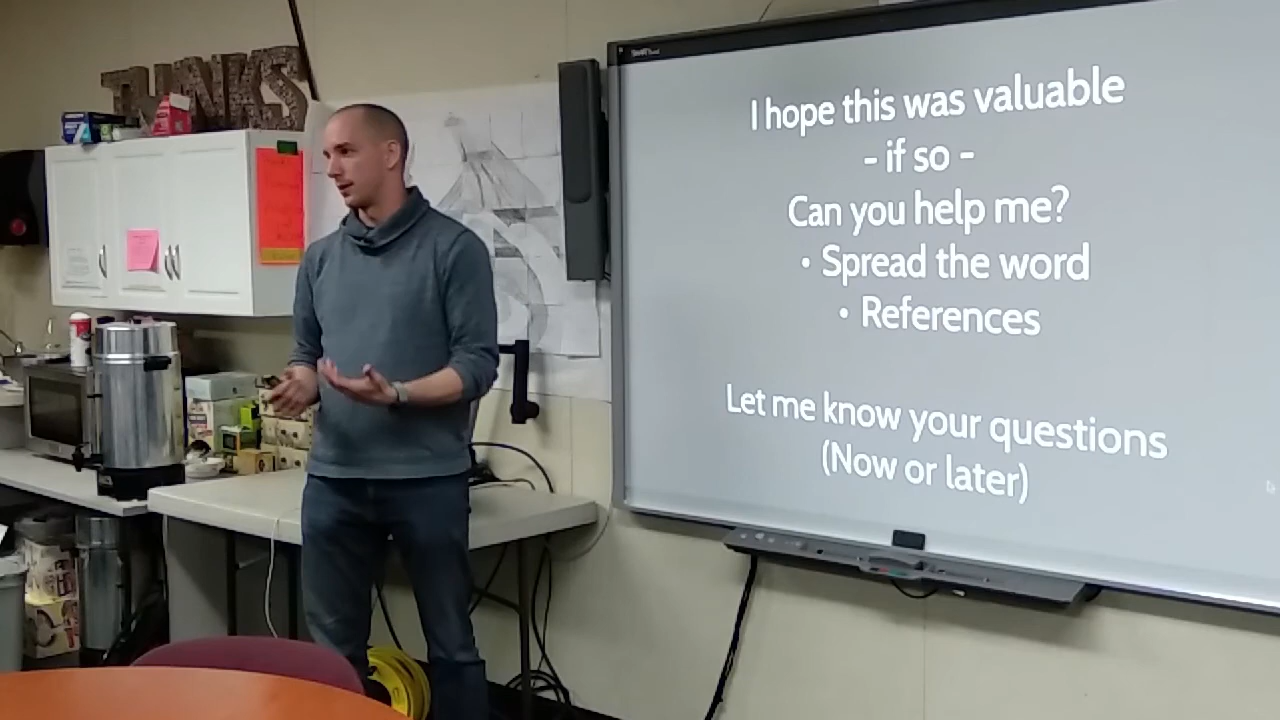 THINKS
I hope this was valuable
- if so -
Can you help me?
• Spread the word
• References
Let me know your questions
(Now or later)